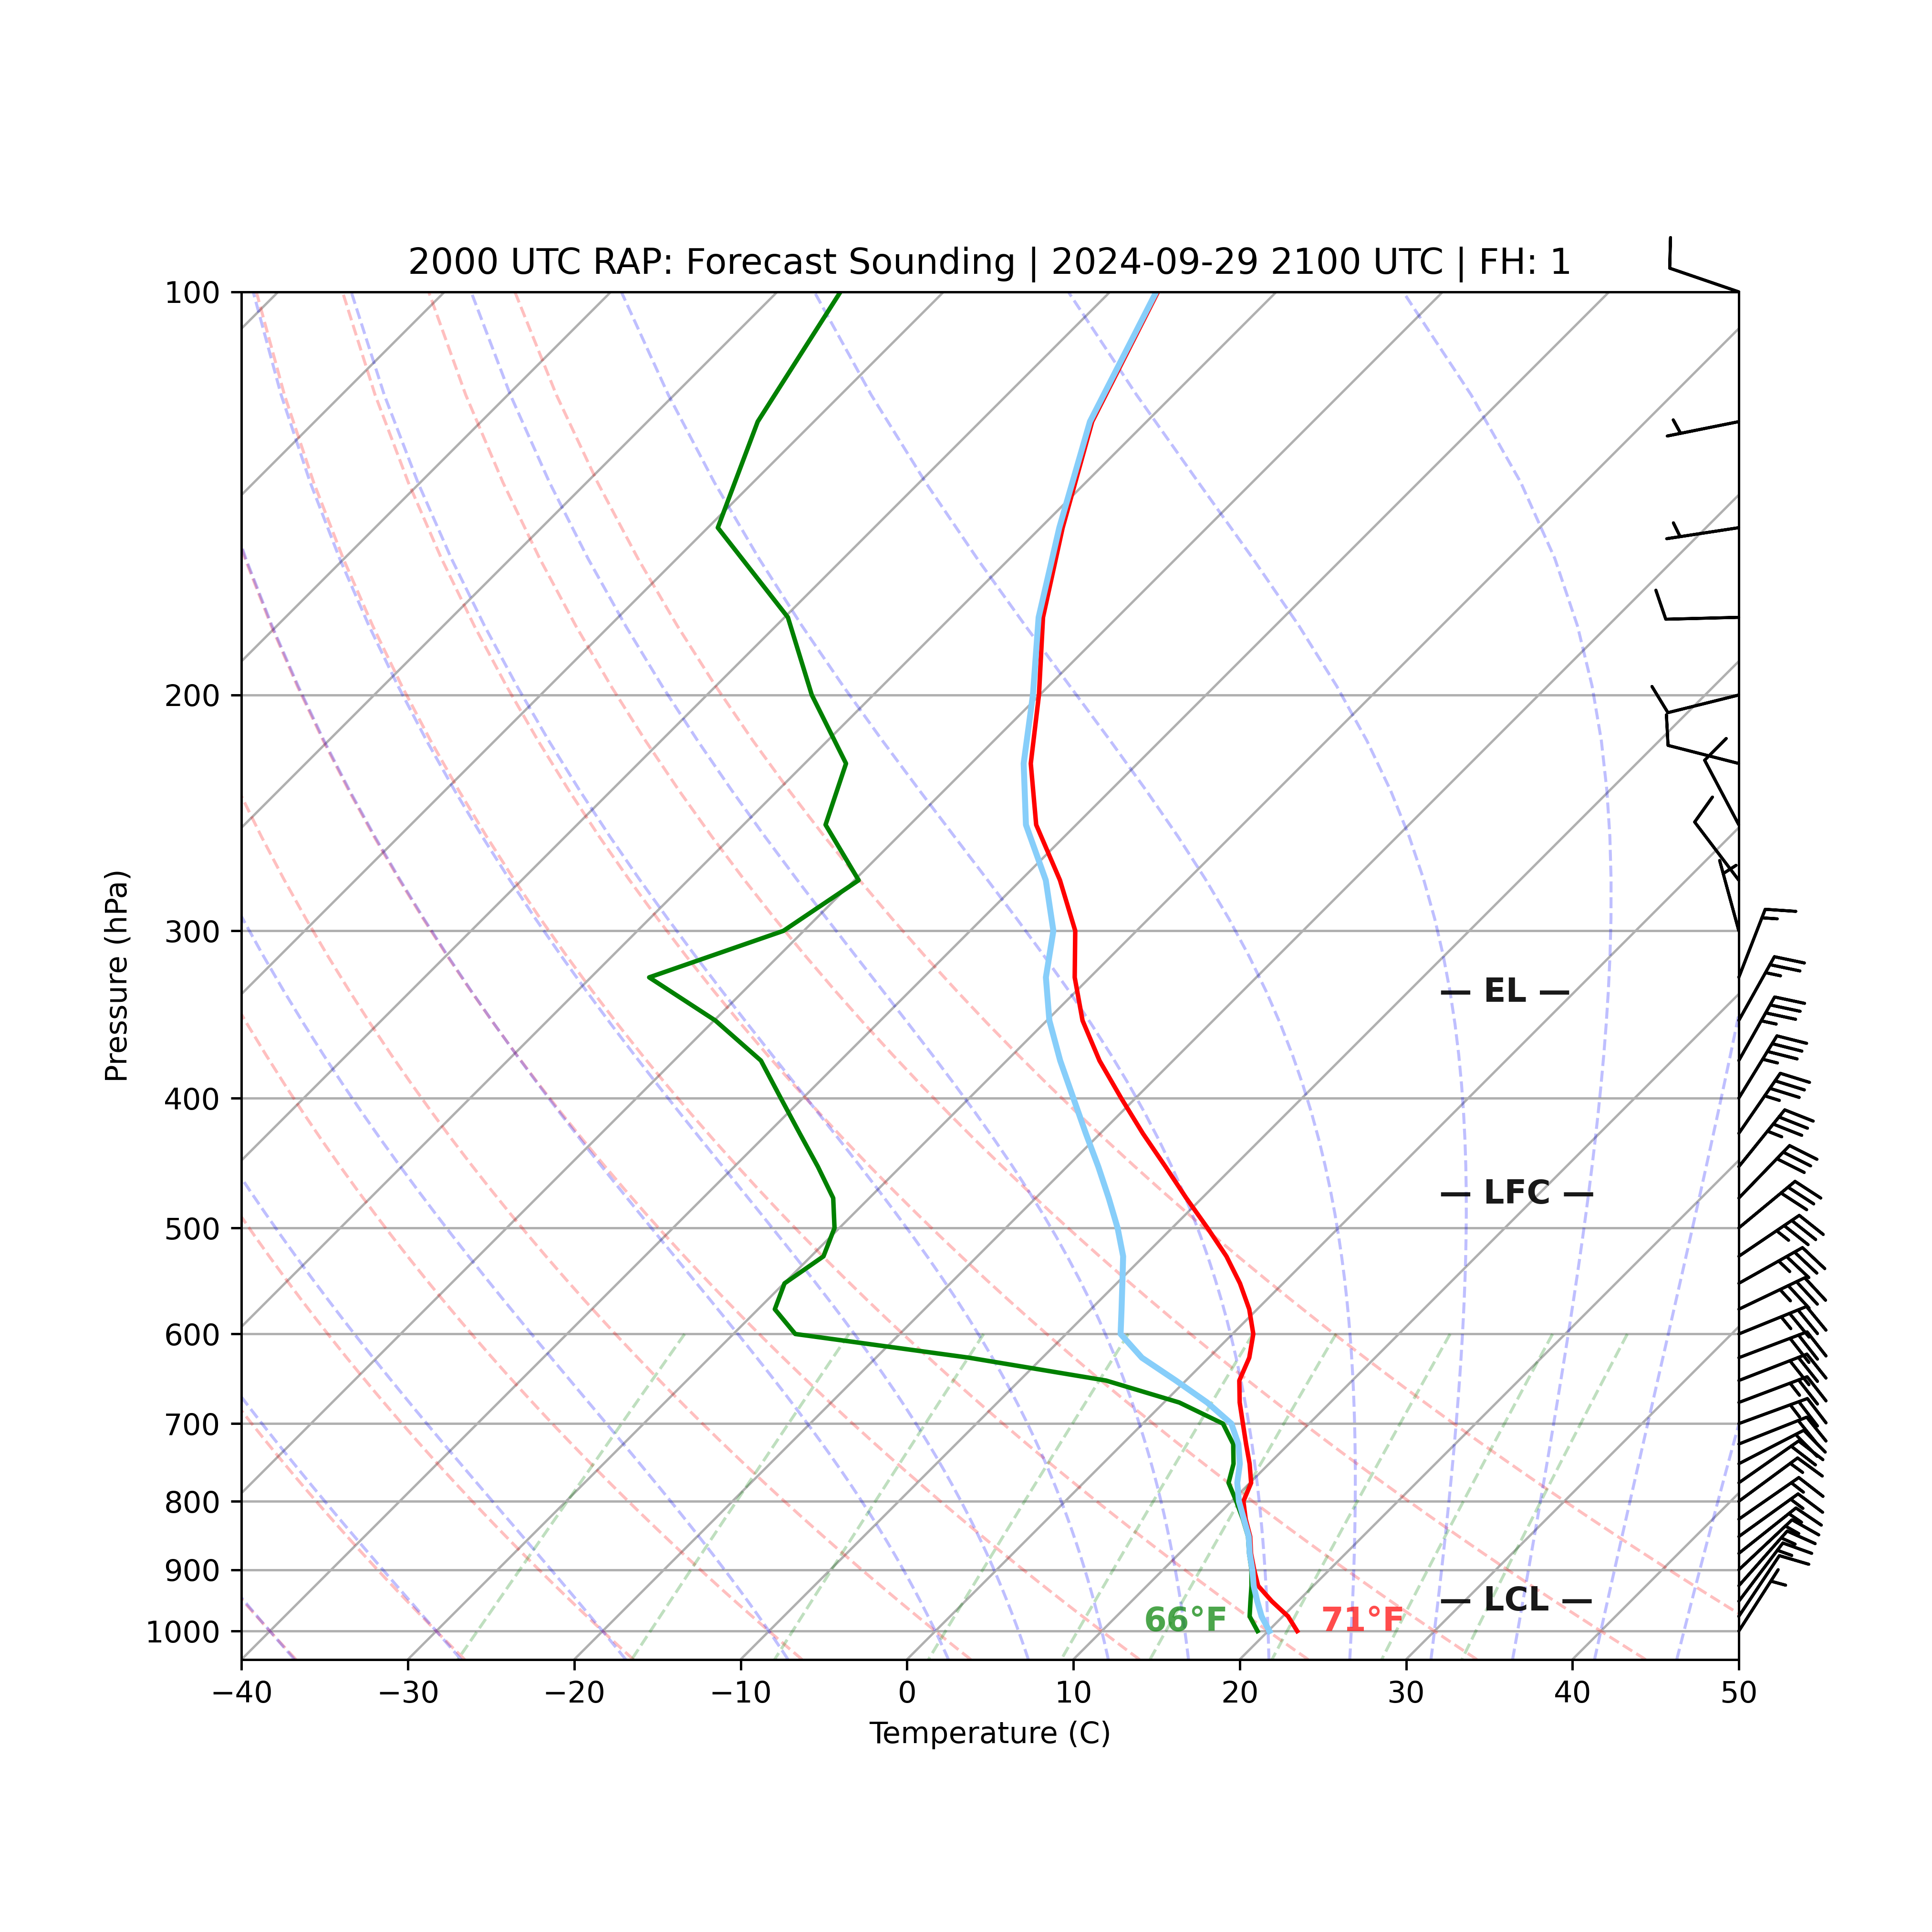 2000 UTC RAP: Forecast Sounding | 2024-09-29 2100 UTC | FH: 1
100
200
300
— EL —
Pressure (hPa)
400
— LFC —
500
600
700
800
900
— LCL —
66°F 71°F
1000
−40 −30 −20 −10 0 10 20 30 40 50
Temperature (C)